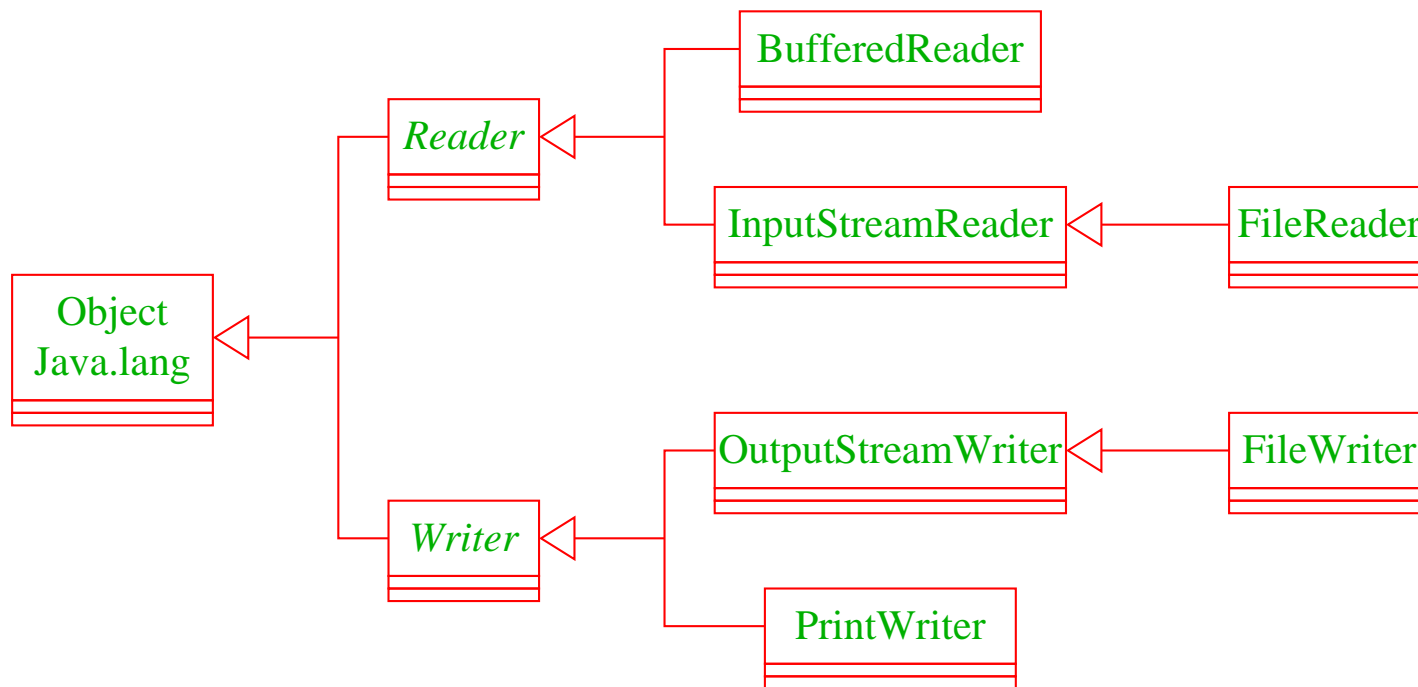 BufferedReader
Reader
InputStreamReader
FileReader
Object
Java.lang
OutputStreamWriter
FileWriter
Writer
PrintWriter